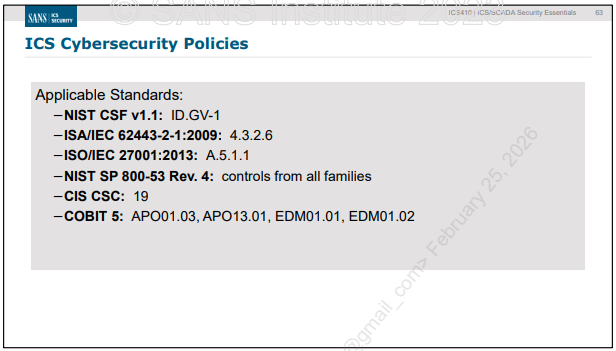 © SANS Institute 2026
SANS ICS SECURITY
ICS410 | ICS/SCADA Security Essentials 63
ICS Cybersecurity Policies
Applicable Standards:
–NIST CSF v1.1: ID.GV-1
–ISA/IEC 62443-2-1:2009: 4.3.2.6
–ISO/IEC 27001:2013: A.5.1.1
–NIST SP 800-53 Rev. 4: controls from all families
–CIS CSC: 19
–COBIT 5: APO01.03, APO13.01, EDM01.01, EDM01.02
@gmail_com> February 25, 2026